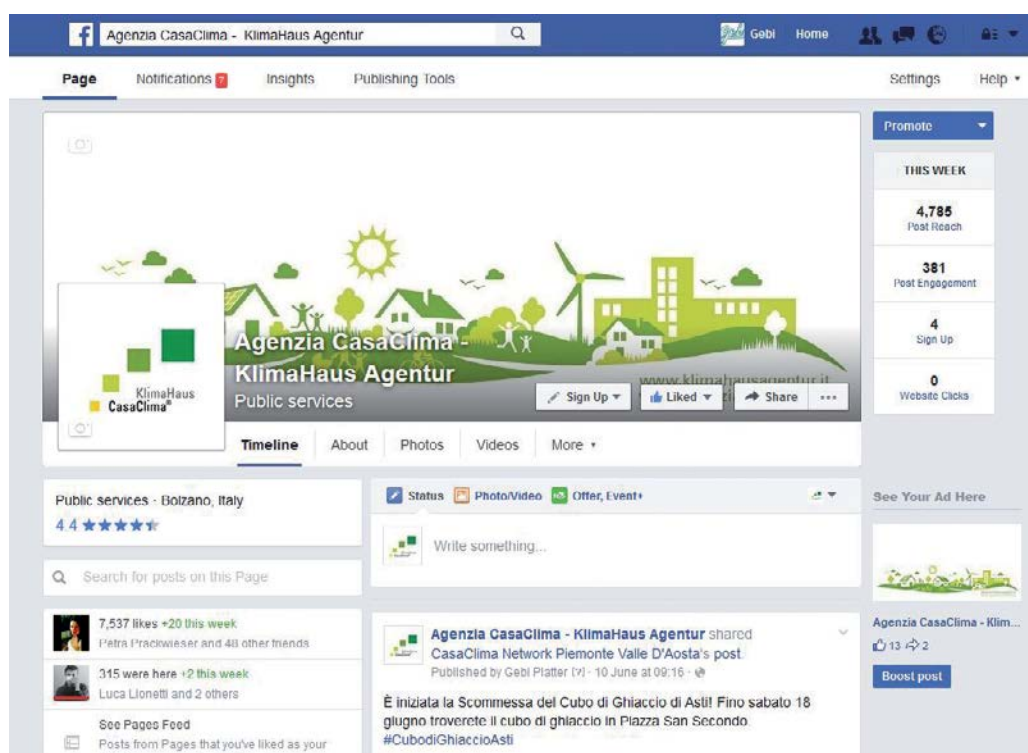 Agenzia CasaClima - KlimaHaus Agentur
Gebi Home
Page Notifications 7 Insights Publishing Tools Settings Help
Promote
THIS WEEK
4,785
Post Reach
381
Post Engagement
4
Sign Up
0
Website Clicks
www.klimahausagentur.it
Agenzia CasaClima -
KlimaHaus Agentur
Public services
KlimaHaus
CasaClima®
Sign Up Liked Share ...
Timeline About Photos Videos More
Public services - Bolzano, Italy
4.4
Search for posts on this Page
7,537 likes +20 this week
Petra Prackwieser and 48 other friends
315 were here +2 this week
Luca Lionetti and 2 others
See Pages Feed
Posts from Pages that you've liked as your
Status Photo/Video Offer, Event+
Write something...
Agenzia CasaClima - KlimaHaus Agentur shared
CasaClima Network Piemonte Valle D'Aosta's post.
Published by Gebi Platter [?] · 10 June at 09:16 ·
È iniziata la Scommessa del Cubo di Ghiaccio di Asti! Fino sabato 18
giugno troverete il cubo di ghiaccio in Piazza San Secondo.
#CubodiGhiaccioAsti
See Your Ad Here
Agenzia CasaClima - Klim...
13 2
Boost post